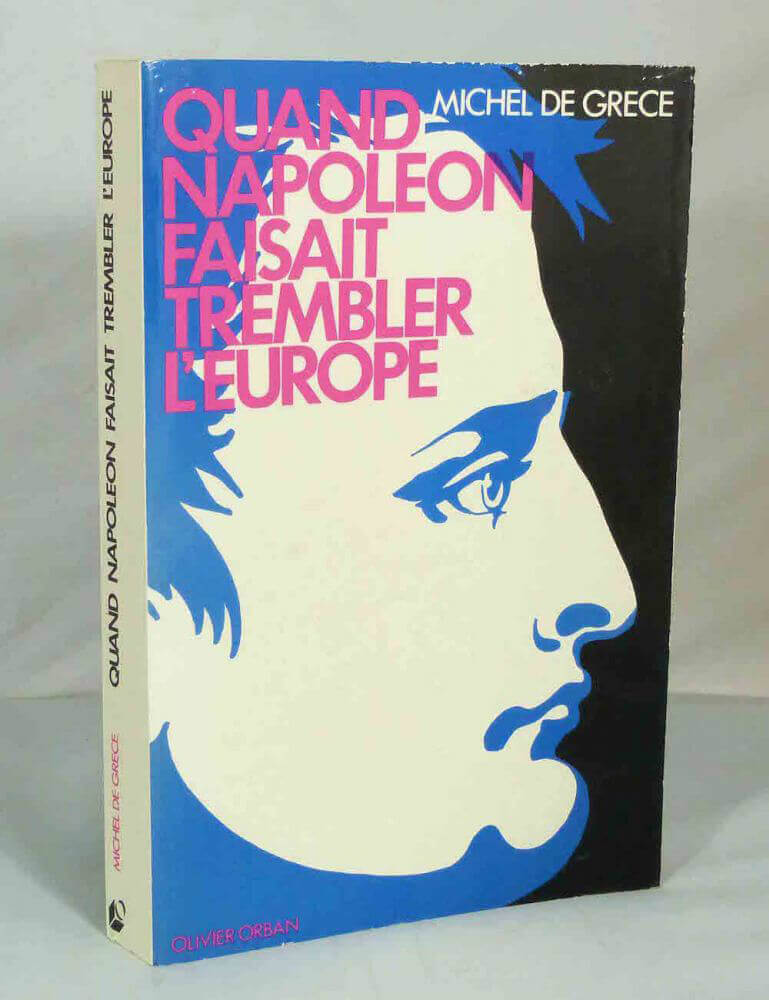 QUAND
NAPOLEON
FAISAIT
TREMBLER
L'EUROPE
MICHEL DE GRECE
OLIVIER ORBAN
MICHEL DE GRECE QUAND NAPOLEON FAISAIT TREMBLER L'EUROPE